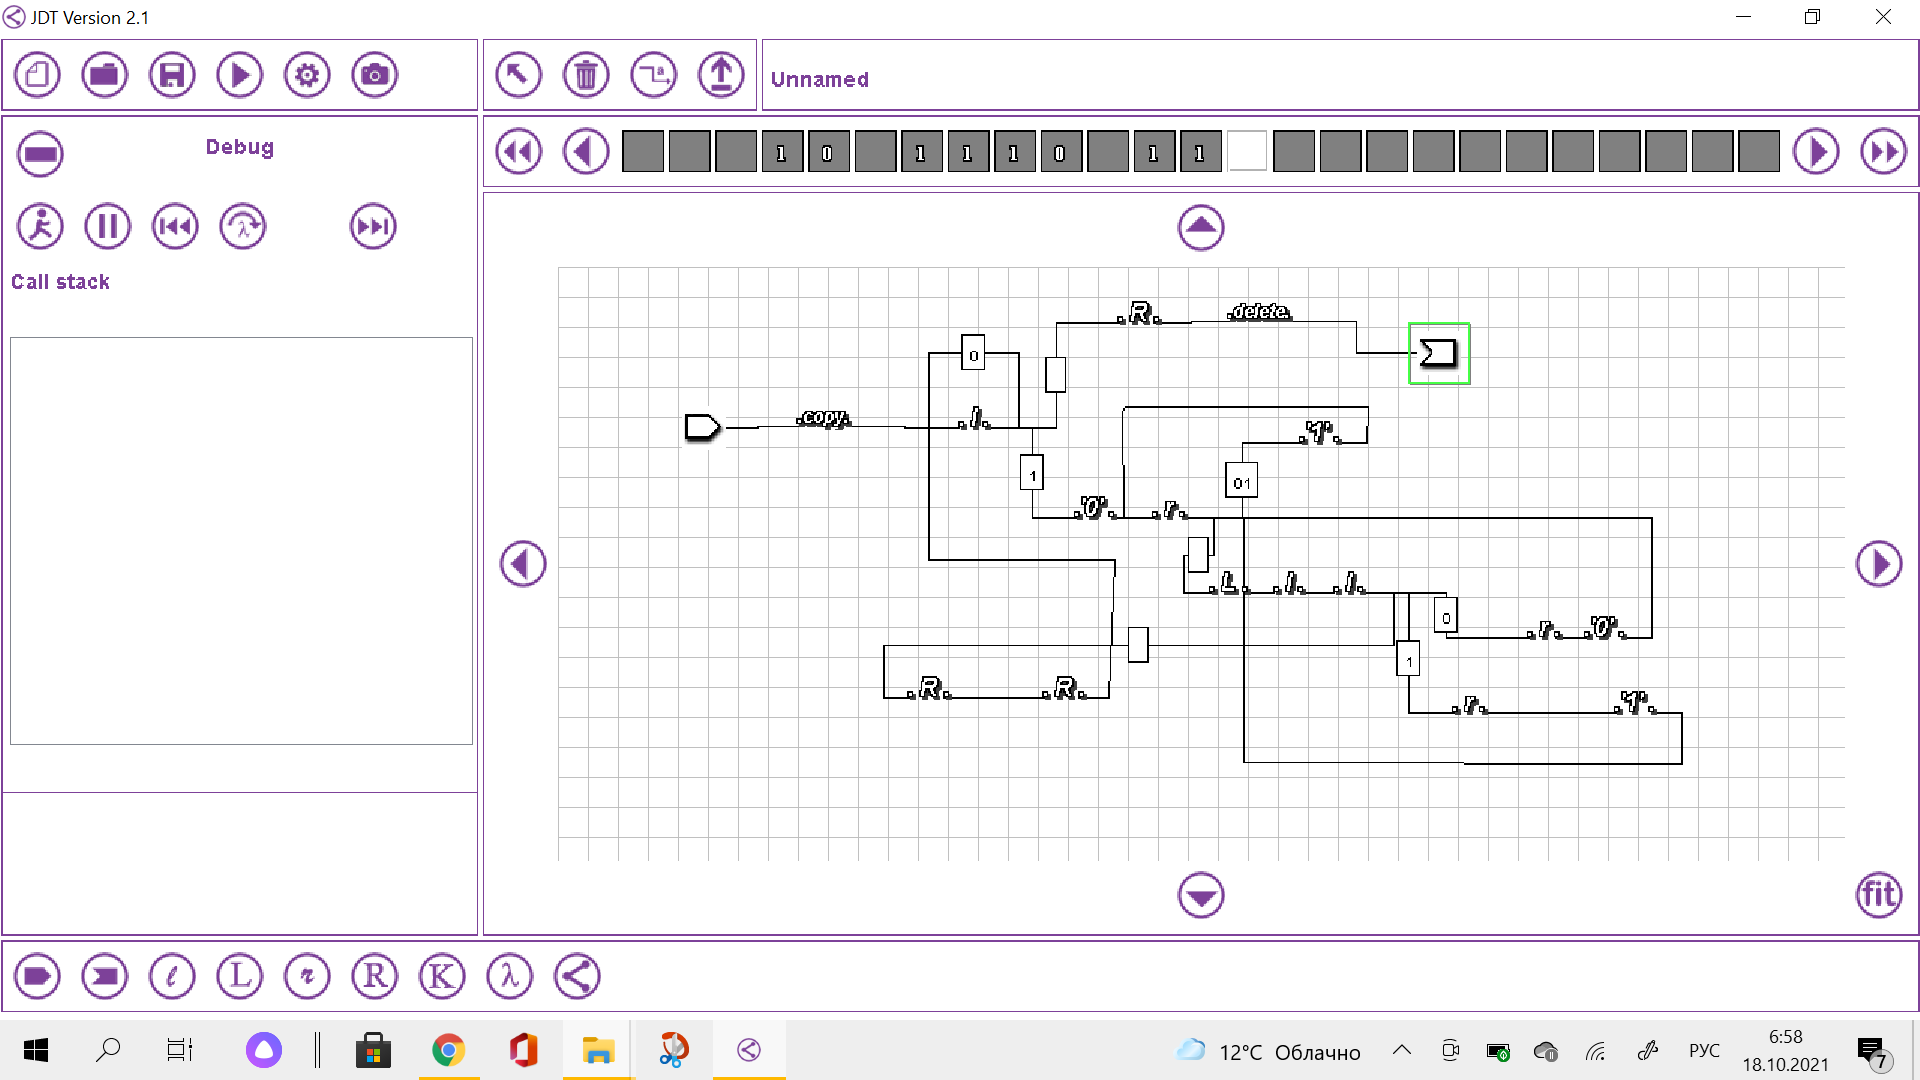 JDT Version 2.1
Unnamed
Debug
1 0 1 1 1 0 1 1
Call stack
.R. .delete.
0
.copy. .l.
.'1'.
1
01
.'0'. .r.
.L. .l. .l.
0
.r. .'0'.
1
.R. .R.
.r. .'1'.
fit
l L r R K λ
12°C Облачно
РУС
6:58
18.10.2021
7